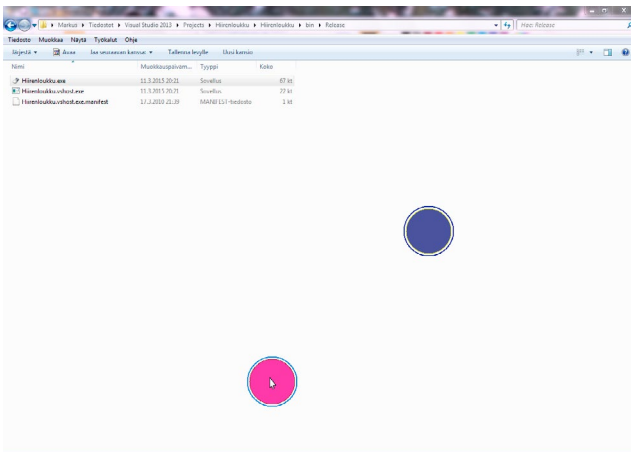 Markus ▸ Tiedostot ▸ Visual Studio 2013 ▸ Projects ▸ Hiirenloukku ▸ Hiirenloukku ▸ bin ▸ Release
Hae: Release
Tiedosto Muokkaa Näytä Työkalut Ohje
Järjestä Avaa Jaa seuraavan kanssa: Tallenna levylle Uusi kansio
Nimi Muokkauspäiväm... Tyyppi Koko
Hiirenloukku.exe 11.3.2015 20:21 Sovellus 67 kt
Hiirenloukku.vshost.exe 11.3.2015 20:21 Sovellus 22 kt
Hiirenloukku.vshost.exe.manifest 17.3.2010 21:39 MANIFEST-tiedosto 1 kt